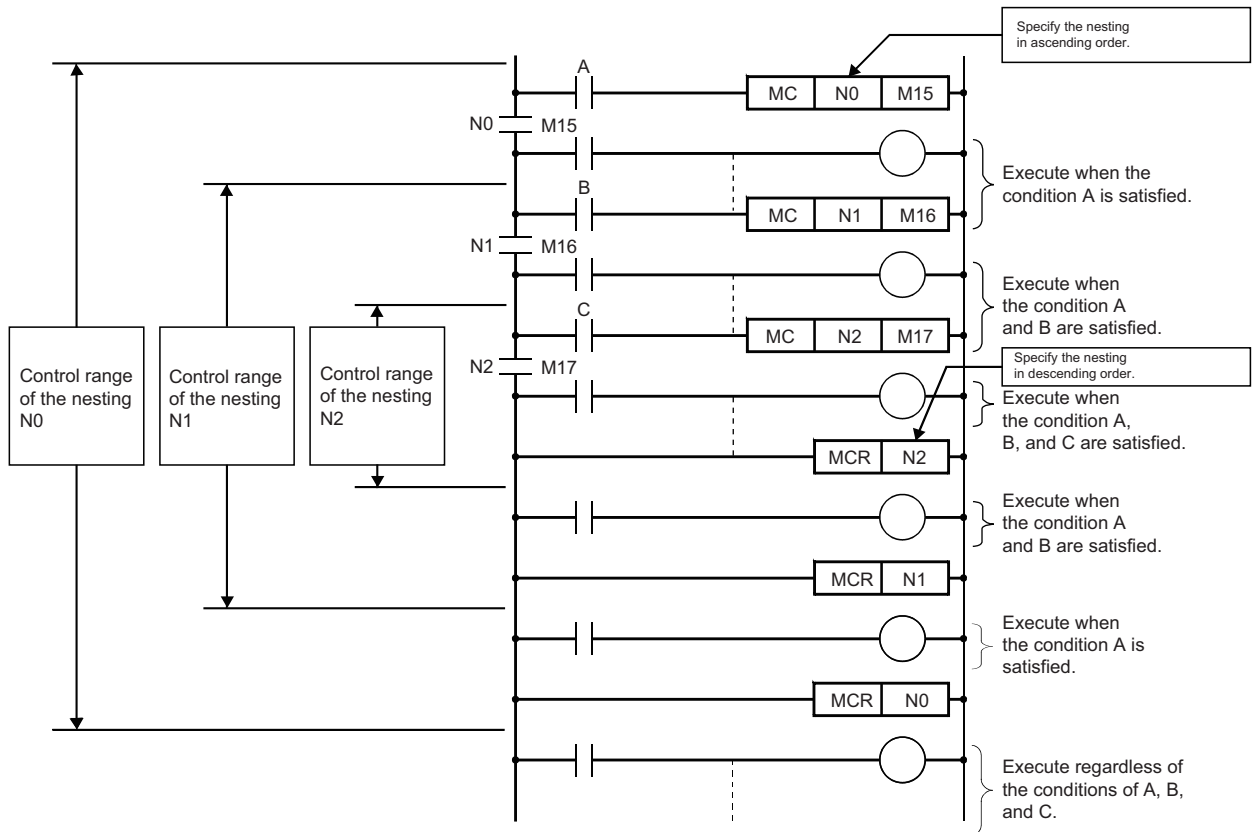 Specify the nesting
in ascending order.
A
MC N0 M15
N0 M15
Execute when the
condition A is satisfied.
B
MC N1 M16
N1 M16
Execute when
the condition A
and B are satisfied.
C
MC N2 M17
Specify the nesting
in descending order.
N2 M17
Control range
of the nesting
N0
Control range
of the nesting
N1
Control range
of the nesting
N2
Execute when
the condition A,
B, and C are satisfied.
MCR N2
Execute when
the condition A
and B are satisfied.
MCR N1
Execute when
the condition A is
satisfied.
MCR N0
Execute regardless of
the conditions of A, B,
and C.